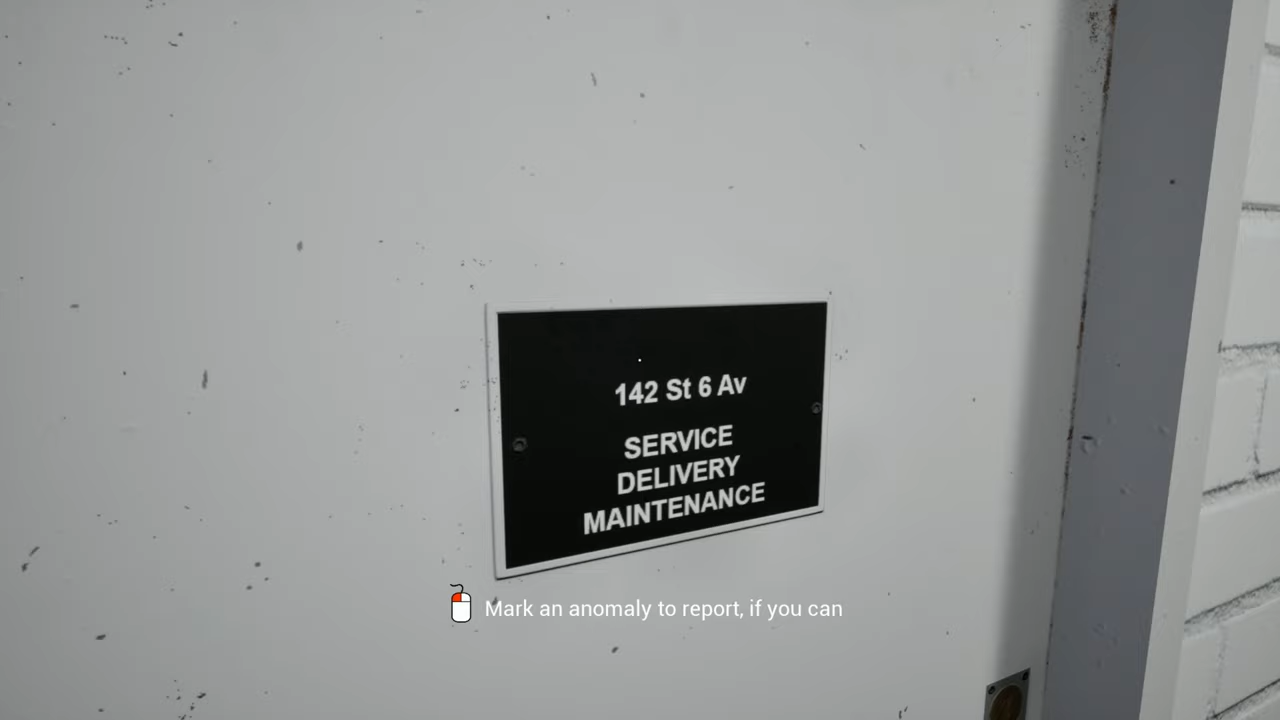 142 St 6 Av
SERVICE
DELIVERY
MAINTENANCE
Mark an anomaly to report, if you can